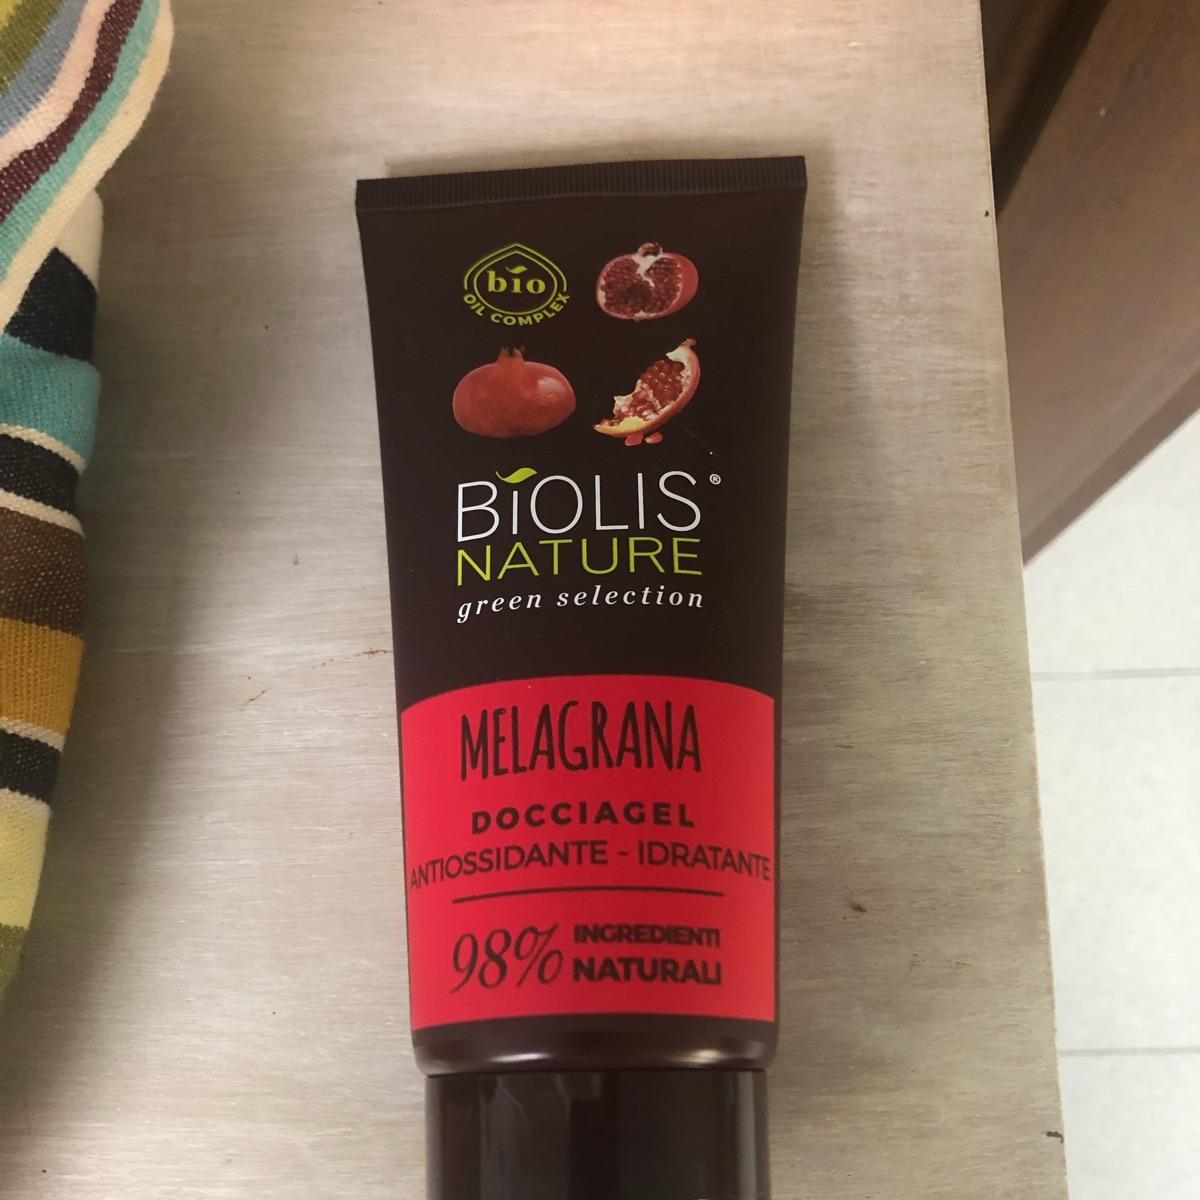 bio
OIL COMPLEX
BiOLIS®
NATURE
green selection
MELAGRANA
DOCCIAGEL
ANTIOSSIDANTE - IDRATANTE
98% INGREDIENTI
NATURALI